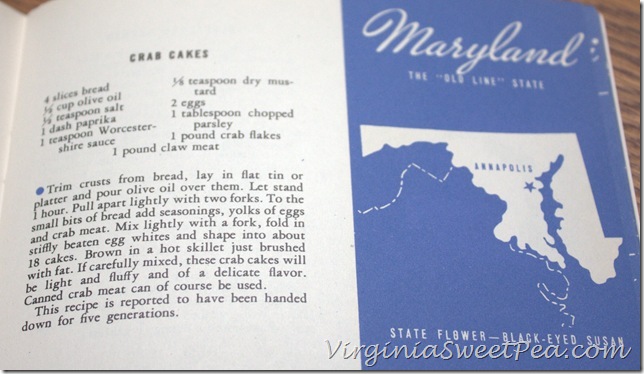 CRAB CAKES
4 slices bread
½ cup olive oil
½ teaspoon salt
1 dash paprika
1 teaspoon Worcester-
shire sauce
⅛ teaspoon dry mus-
tard
2 eggs
1 tablespoon chopped
parsley
1 pound crab flakes
1 pound claw meat
Trim crusts from bread, lay in flat tin or
platter and pour olive oil over them. Let stand
1 hour. Pull apart lightly with two forks. To the
small bits of bread add seasonings, yolks of eggs
and crab meat. Mix lightly with a fork, fold in
stiffly beaten egg whites and shape into about
18 cakes. Brown in a hot skillet just brushed
with fat. If carefully mixed, these crab cakes will
be light and fluffy and of a delicate flavor.
Canned crab meat can of course be used.
This recipe is reported to have been handed
down for five generations.
Maryland
THE "OLD LINE" STATE
ANNAPOLIS
STATE FLOWER—BLACK-EYED SUSAN
VirginiaSweetPea.com